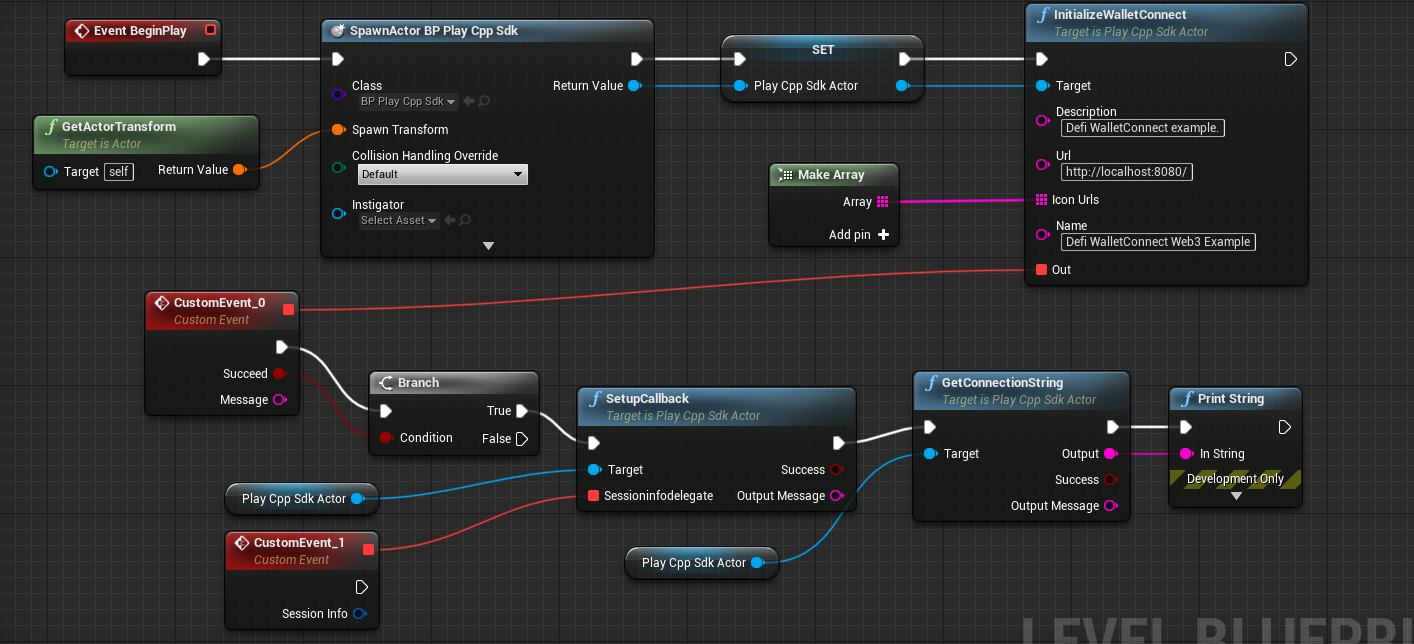 Event BeginPlay
GetActorTransform
Target is Actor
Target self
Return Value
SpawnActor BP Play Cpp Sdk
Class
BP Play Cpp Sdk
Return Value
Spawn Transform
Collision Handling Override
Default
Instigator
Select Asset
SET
Play Cpp Sdk Actor
Make Array
Array
Add pin
InitializeWalletConnect
Target is Play Cpp Sdk Actor
Target
Description
Defi WalletConnect example.
Url
http://localhost:8080/
Icon Urls
Name
Defi WalletConnect Web3 Example
Out
CustomEvent_0
Custom Event
Succeed
Message
Branch
True
Condition
False
SetupCallback
Target is Play Cpp Sdk Actor
Target
Success
Sessioninfodelegate
Output Message
Play Cpp Sdk Actor
CustomEvent_1
Custom Event
Session Info
Play Cpp Sdk Actor
GetConnectionString
Target is Play Cpp Sdk Actor
Target
Output
Success
Output Message
Print String
In String
Development Only
LEVEL BLUEPRI